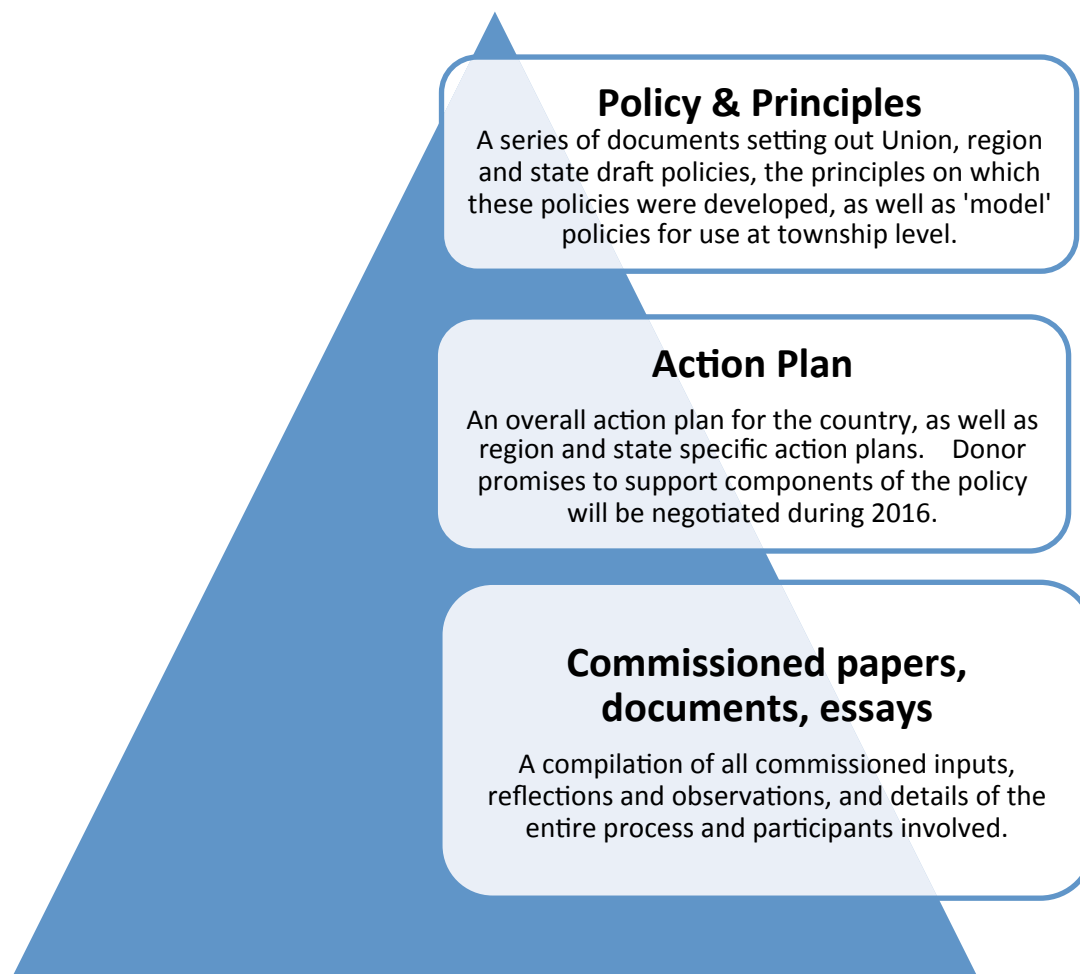 Policy & Principles
A series of documents setting out Union, region
and state draft policies, the principles on which
these policies were developed, as well as 'model'
policies for use at township level.
Action Plan
An overall action plan for the country, as well as
region and state specific action plans.    Donor
promises to support components of the policy
will be negotiated during 2016.
Commissioned papers,
documents, essays
A compilation of all commissioned inputs,
reflections and observations, and details of the
entire process and participants involved.